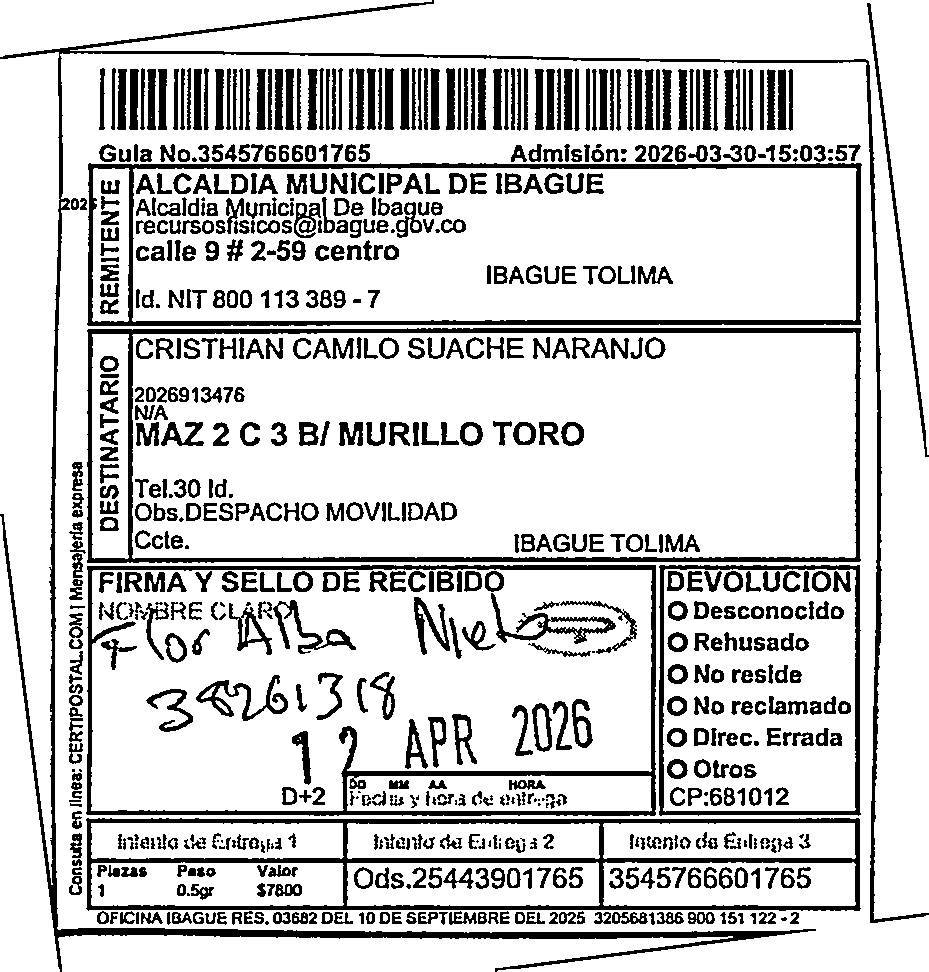 Guia No.3545766601765 Admisión: 2026-03-30-15:03:57
REMITENTE
ALCALDIA MUNICIPAL DE IBAGUE
202
Alcaldia Municipal De Ibague
recursosfisicos@ibague.gov.co
calle 9 # 2-59 centro
IBAGUE TOLIMA
Id. NIT 800 113 389 - 7
DESTINATARIO
CRISTHIAN CAMILO SUACHE NARANJO
2026913476
N/A
MAZ 2 C 3 B/ MURILLO TORO
Tel.30 Id.
Obs.DESPACHO MOVILIDAD
Ccte. IBAGUE TOLIMA
Consulta en línea: CERTIPOSTAL.COM | Mensajería expresa
FIRMA Y SELLO DE RECIBIDO
NOMBRE CLARO
Flor Alba Nieto
38261318
12 APR 2026
D+2
DD MM AA HORA
Fecha y hora de entrega
DEVOLUCION
Desconocido
Rehusado
No reside
No reclamado
Direc. Errada
Otros
CP:681012
Intento de Entrega 1 Intento de Entrega 2 Intento de Entrega 3
Piezas Peso Valor
1 0.5gr $7800
Ods.25443901765 3545766601765
OFICINA IBAGUE RES. 03682 DEL 10 DE SEPTIEMBRE DEL 2025 3205681386 900 151 122 - 2